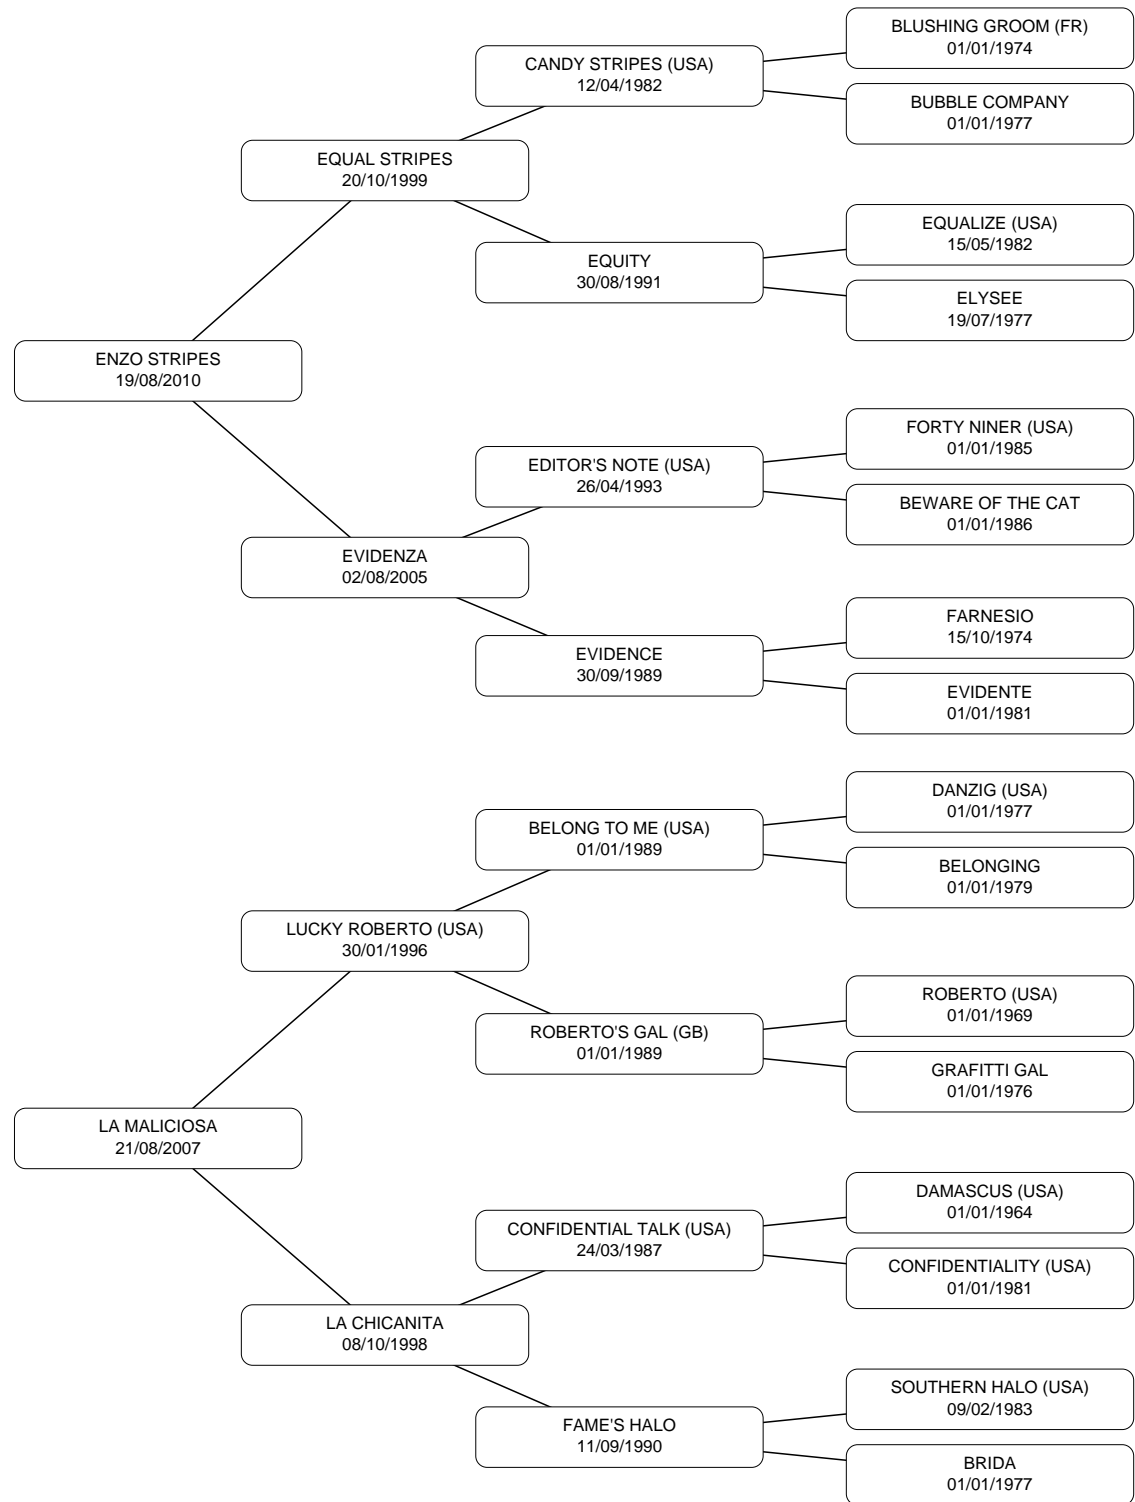 BLUSHING GROOM (FR)
01/01/1974
CANDY STRIPES (USA)
12/04/1982
BUBBLE COMPANY
01/01/1977
EQUAL STRIPES
20/10/1999
EQUALIZE (USA)
15/05/1982
EQUITY
30/08/1991
ELYSEE
19/07/1977
ENZO STRIPES
19/08/2010
FORTY NINER (USA)
01/01/1985
EDITOR'S NOTE (USA)
26/04/1993
BEWARE OF THE CAT
01/01/1986
EVIDENZA
02/08/2005
FARNESIO
15/10/1974
EVIDENCE
30/09/1989
EVIDENTE
01/01/1981
DANZIG (USA)
01/01/1977
BELONG TO ME (USA)
01/01/1989
BELONGING
01/01/1979
LUCKY ROBERTO (USA)
30/01/1996
ROBERTO (USA)
01/01/1969
ROBERTO'S GAL (GB)
01/01/1989
GRAFITTI GAL
01/01/1976
LA MALICIOSA
21/08/2007
DAMASCUS (USA)
01/01/1964
CONFIDENTIAL TALK (USA)
24/03/1987
CONFIDENTIALITY (USA)
01/01/1981
LA CHICANITA
08/10/1998
SOUTHERN HALO (USA)
09/02/1983
FAME'S HALO
11/09/1990
BRIDA
01/01/1977